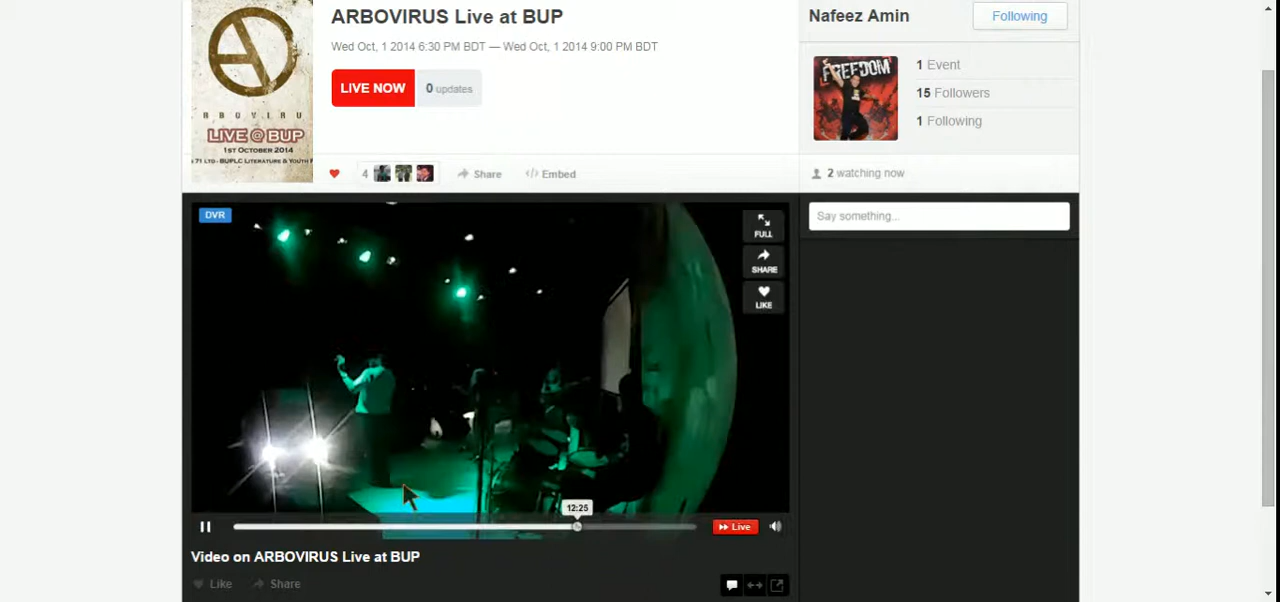 ARBOVIRUS Live at BUP
Wed Oct, 1 2014 6:30 PM BDT — Wed Oct, 1 2014 9:00 PM BDT
LIVE NOW
0 updates
LIVE @ BUP
1ST OCTOBER 2014
4
Share
</> Embed
Nafeez Amin
Following
FREEDOM
1 Event
15 Followers
1 Following
2 watching now
Say something...
DVR
FULL
SHARE
LIKE
12:25
Live
Video on ARBOVIRUS Live at BUP
Like
Share